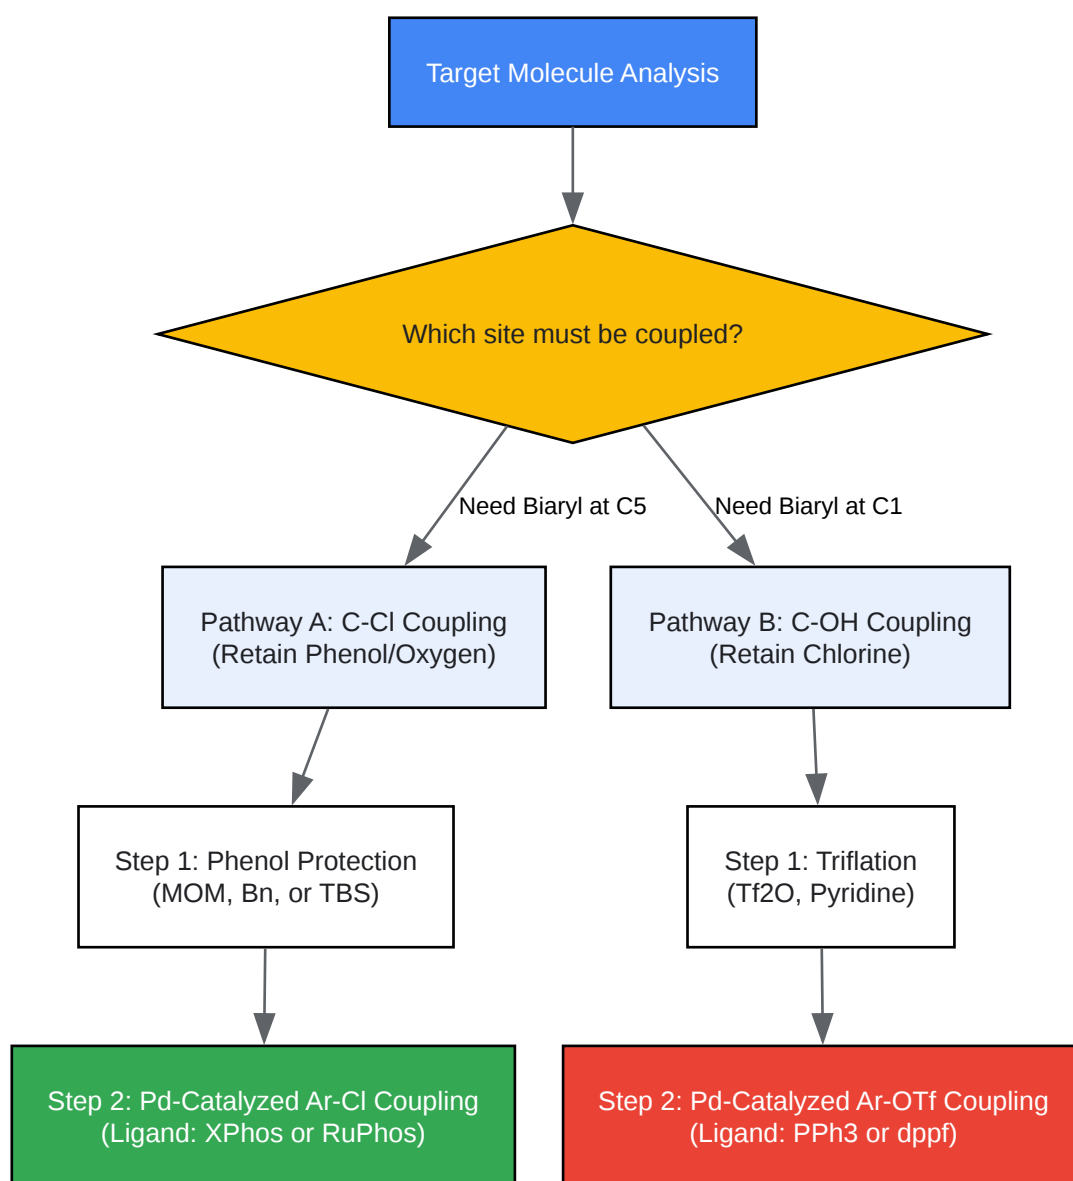 Target Molecule Analysis
Which site must be coupled?
Need Biaryl at C5
Need Biaryl at C1
Pathway A: C-Cl Coupling
(Retain Phenol/Oxygen)
Pathway B: C-OH Coupling
(Retain Chlorine)
Step 1: Phenol Protection
(MOM, Bn, or TBS)
Step 1: Triflation
(Tf2O, Pyridine)
Step 2: Pd-Catalyzed Ar-Cl Coupling
(Ligand: XPhos or RuPhos)
Step 2: Pd-Catalyzed Ar-OTf Coupling
(Ligand: PPh3 or dppf)